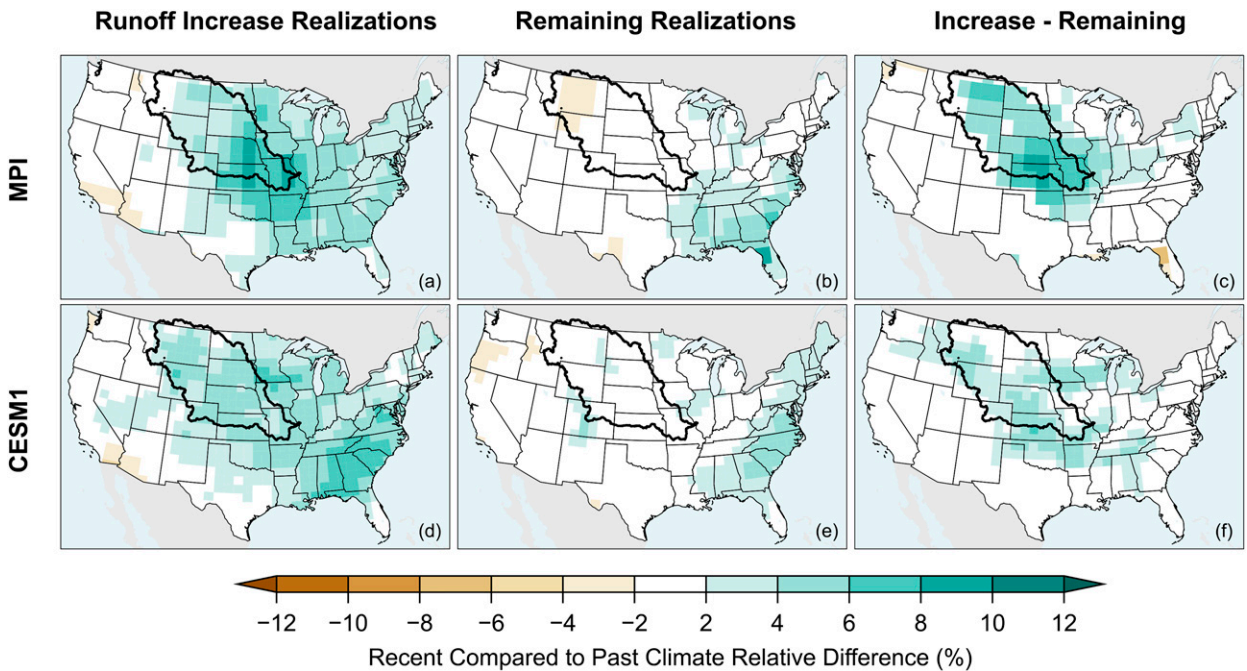 Runoff Increase Realizations
Remaining Realizations
Increase - Remaining
MPI
(a)
(b)
(c)
CESM1
(d)
(e)
(f)
−12 −10 −8 −6 −4 −2 2 4 6 8 10 12
Recent Compared to Past Climate Relative Difference (%)